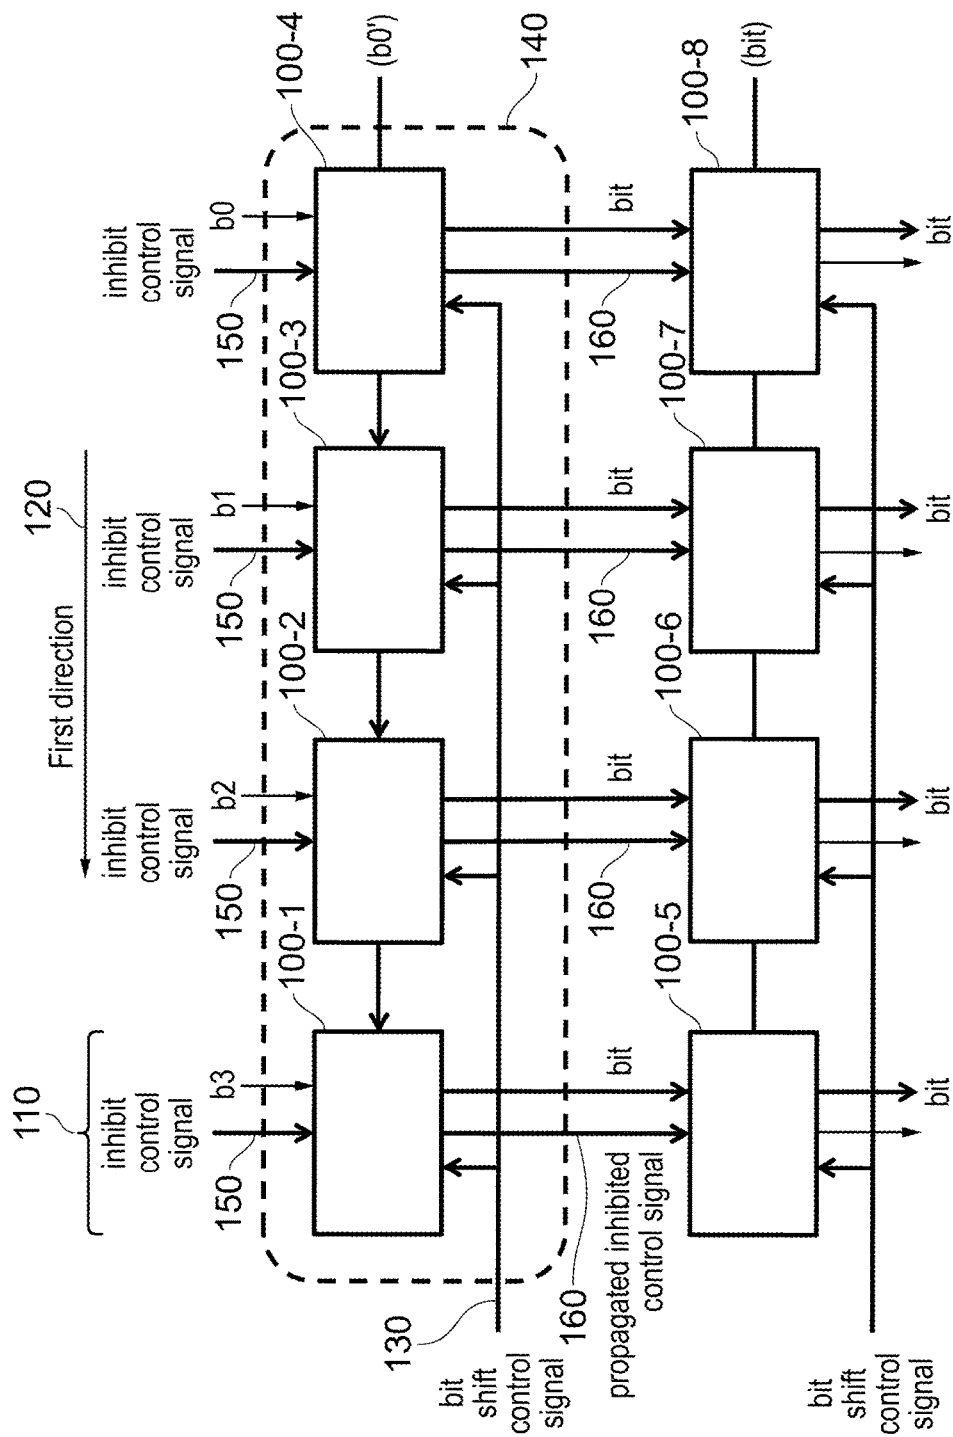 110
120
First direction
inhibit
control
signal
inhibit
control
signal
inhibit
control
signal
inhibit
control
signal
150
b3
150
b2
150
b1
150
b0
100-1
100-2
100-3
100-4
(b0')
130
140
bit
shift
control
signal
160
propagated inhibited
control signal
bit
160
bit
160
bit
160
bit
100-5
100-6
100-7
100-8
(bit)
bit
shift
control
signal
bit
bit
bit
bit